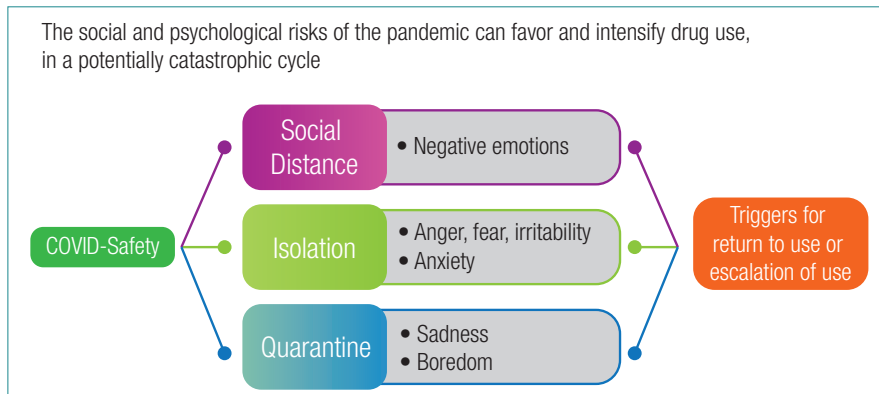 The social and psychological risks of the pandemic can favor and intensify drug use,
in a potentially catastrophic cycle
COVID-Safety
Social
Distance
• Negative emotions
Isolation
• Anger, fear, irritability
• Anxiety
Quarantine
• Sadness
• Boredom
Triggers for
return to use or
escalation of use